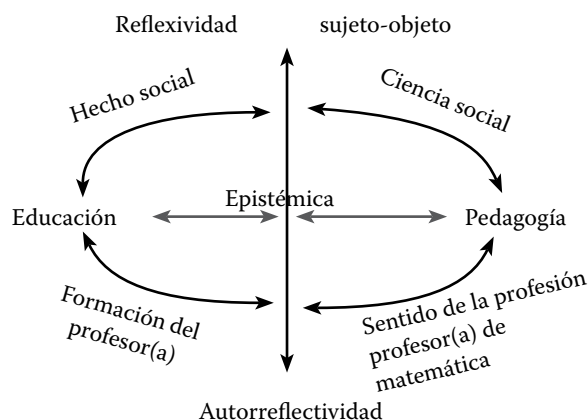 Reflexividad sujeto-objeto
Hecho social
Ciencia social
Epistémica
Educación
Pedagogía
Formación del
profesor(a)
Sentido de la profesión
profesor(a) de
matemática
Autorreflectividad